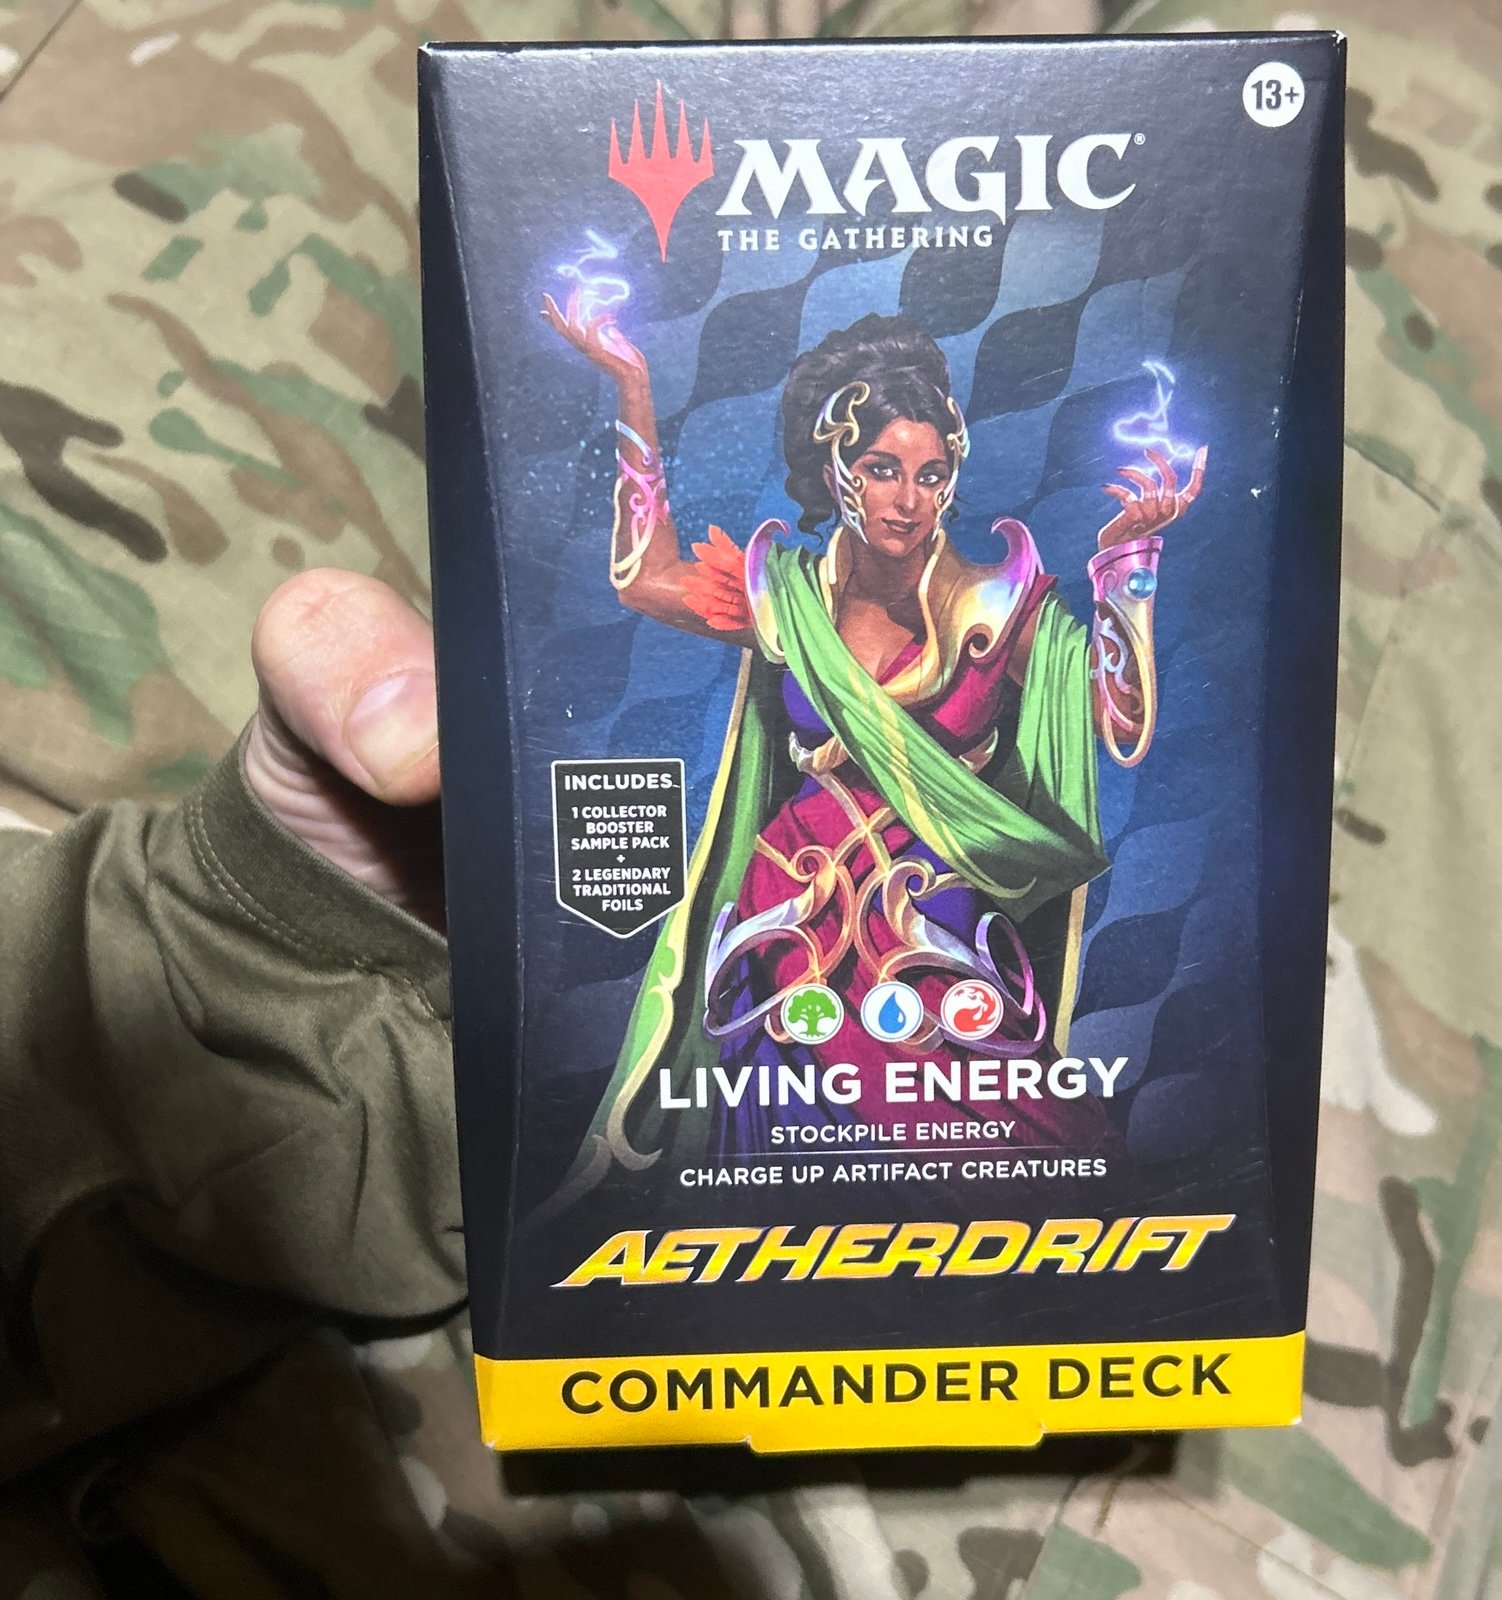 13+
MAGIC®
THE GATHERING
INCLUDES
1 COLLECTOR
BOOSTER
SAMPLE PACK
+
2 LEGENDARY
TRADITIONAL
FOILS
LIVING ENERGY
STOCKPILE ENERGY
CHARGE UP ARTIFACT CREATURES
AETHERDRIFT
COMMANDER DECK